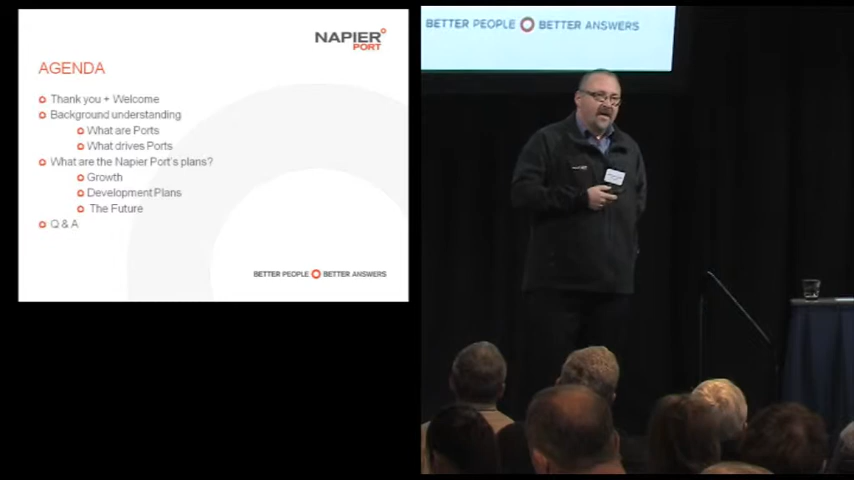 NAPIER
PORT
AGENDA
Thank you + Welcome
Background understanding
What are Ports
What drives Ports
What are the Napier Port's plans?
Growth
Development Plans
The Future
Q & A
BETTER PEOPLE BETTER ANSWERS
BETTER PEOPLE BETTER ANSWERS